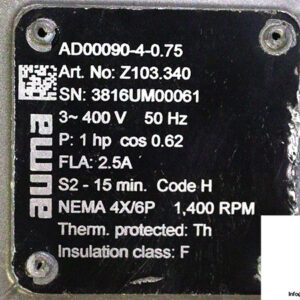 AD00090-4-0.75
Art. No: Z103.340
SN: 3816UM00061
3~ 400 V 50 Hz
P: 1 hp cos 0.62
FLA: 2.5A
S2 - 15 min. Code H
NEMA 4X/6P 1,400 RPM
Therm. protected: Th
Insulation class: F
auma